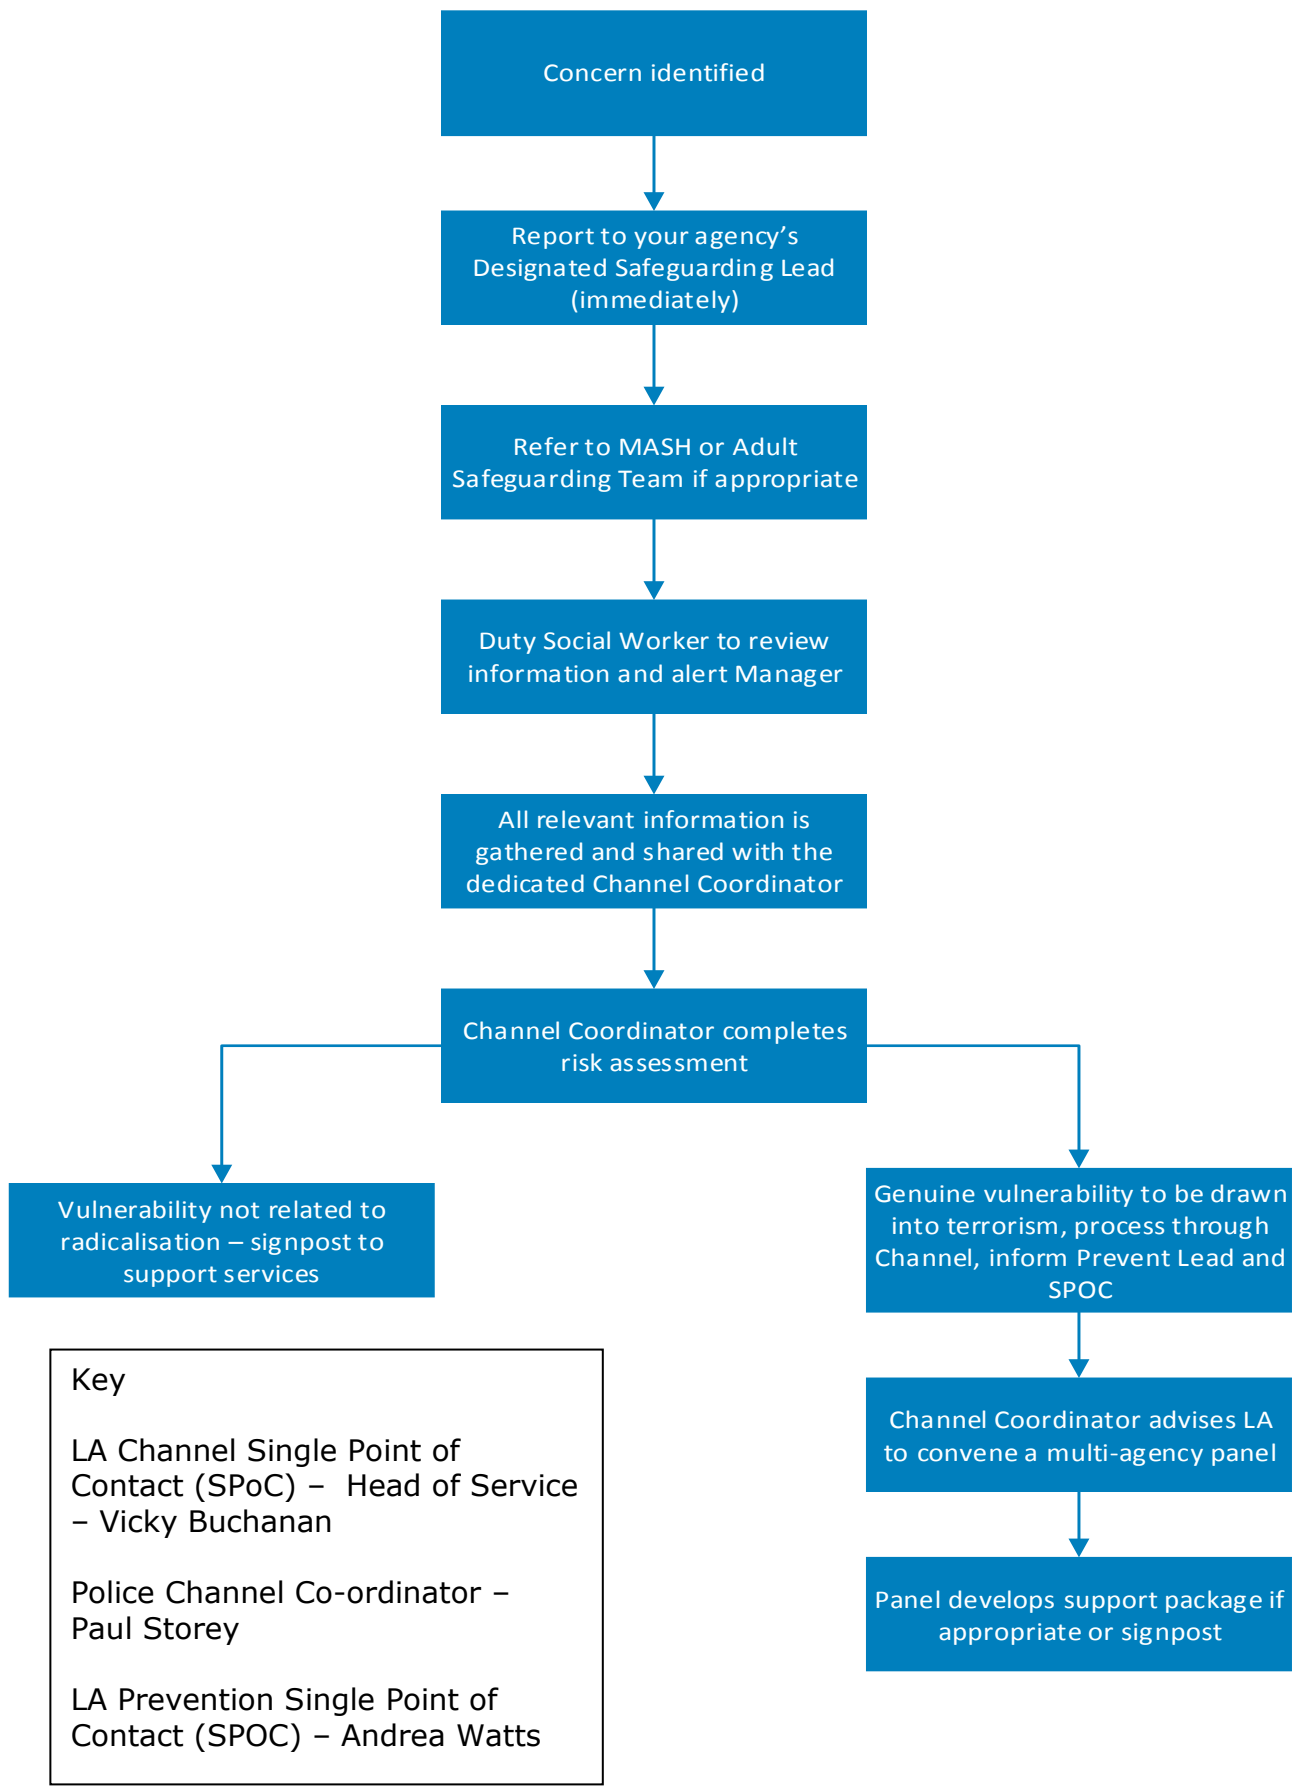 Concern identified
Report to your agency’s
Designated Safeguarding Lead
(immediately)
Refer to MASH or Adult
Safeguarding Team if appropriate
Duty Social Worker to review
information and alert Manager
All relevant information is
gathered and shared with the
dedicated Channel Coordinator
Channel Coordinator completes
risk assessment
Vulnerability not related to
radicalisation – signpost to
support services
Genuine vulnerability to be drawn
into terrorism, process through
Channel, inform Prevent Lead and
SPOC
Channel Coordinator advises LA
to convene a multi-agency panel
Panel develops support package if
appropriate or signpost
Key
LA Channel Single Point of
Contact (SPoC) – Head of Service
– Vicky Buchanan
Police Channel Co-ordinator –
Paul Storey
LA Prevention Single Point of
Contact (SPOC) – Andrea Watts